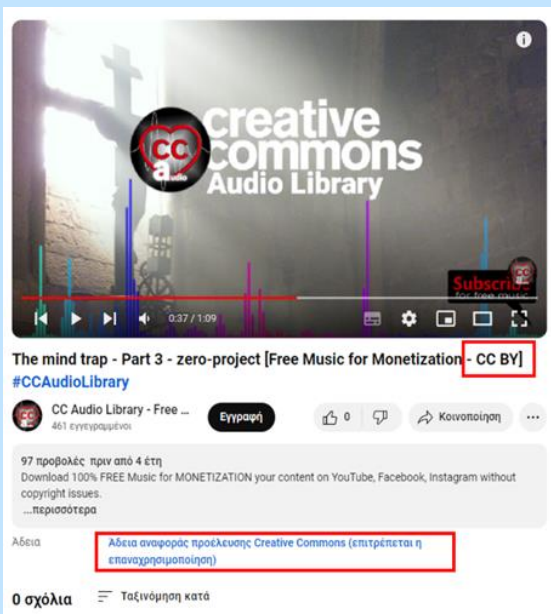 creative
commons
Audio Library
cc
a audio
Subscribe
for free music
0:37 / 1:09
The mind trap - Part 3 - zero-project [Free Music for Monetization - CC BY]
#CCAudioLibrary
CC Audio Library - Free ...
461 εγγεγραμμένοι
Εγγραφή
0
Κοινοποίηση
97 προβολές πριν από 4 έτη
Download 100% FREE Music for MONETIZATION your content on YouTube, Facebook, Instagram without
copyright issues.
...περισσότερα
Άδεια
Άδεια αναφοράς προέλευσης Creative Commons (επιτρέπεται η
επαναχρησιμοποίηση)
0 σχόλια
Ταξινόμηση κατά